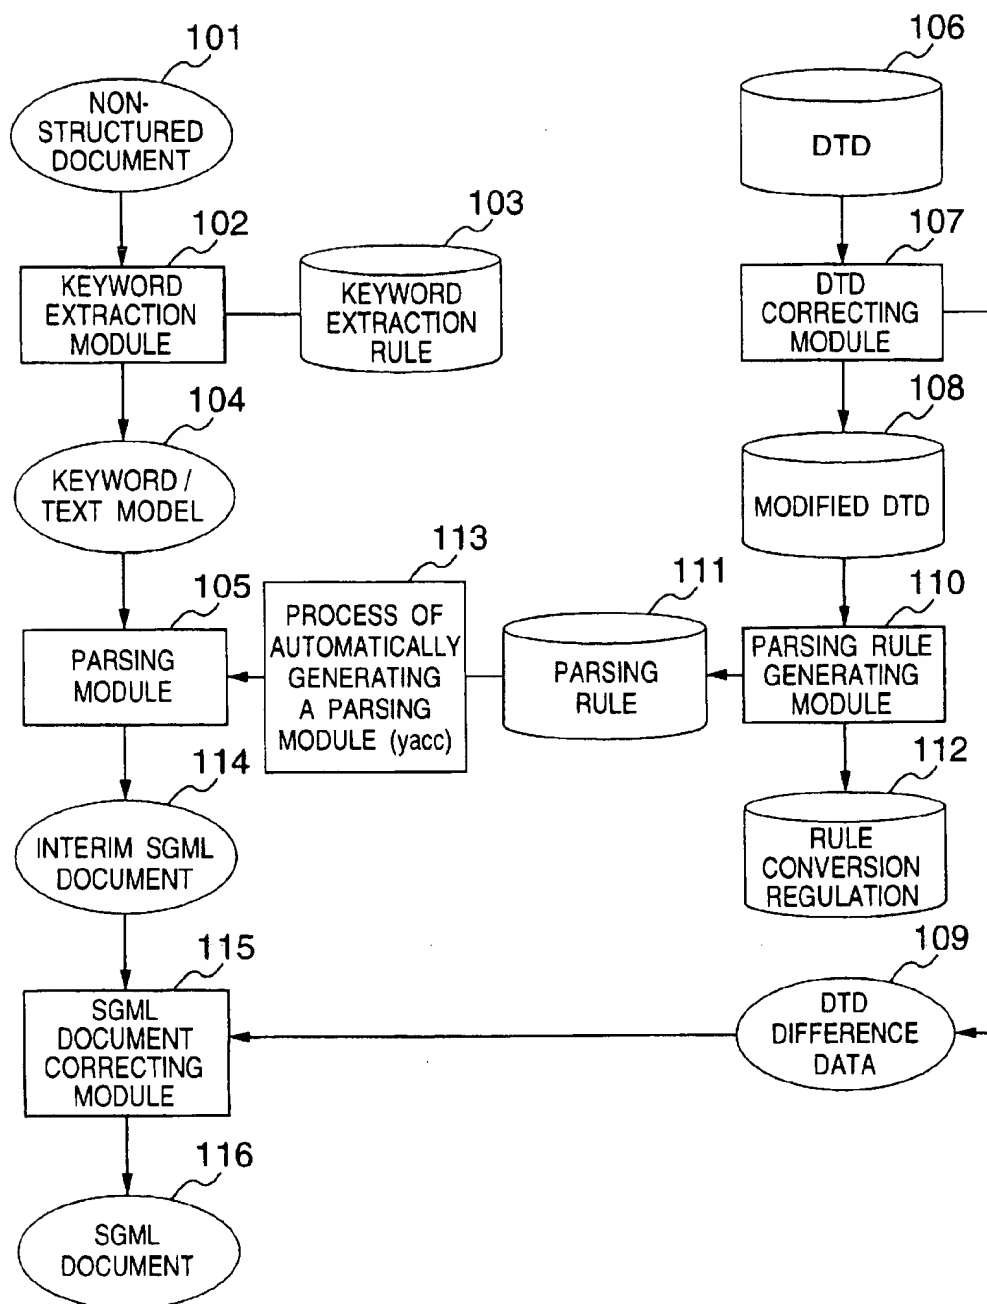 101
NON-
STRUCTURED
DOCUMENT
102
KEYWORD
EXTRACTION
MODULE
103
KEYWORD
EXTRACTION
RULE
104
KEYWORD /
TEXT MODEL
105
PARSING
MODULE
106
DTD
107
DTD
CORRECTING
MODULE
108
MODIFIED DTD
110
PARSING RULE
GENERATING
MODULE
111
PARSING
RULE
113
PROCESS OF
AUTOMATICALLY
GENERATING
A PARSING
MODULE (yacc)
112
RULE
CONVERSION
REGULATION
114
INTERIM SGML
DOCUMENT
109
DTD
DIFFERENCE
DATA
115
SGML
DOCUMENT
CORRECTING
MODULE
116
SGML
DOCUMENT